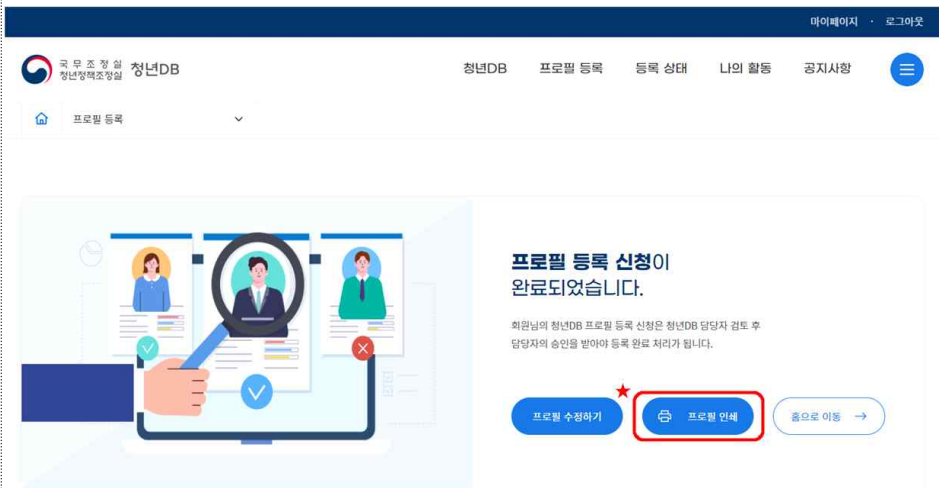 마이페이지 · 로그아웃
국무조정실
청년정책조정실
청년DB
청년DB 프로필 등록 등록 상태 나의 활동 공지사항
프로필 등록
프로필 등록 신청이
완료되었습니다.
회원님의 청년DB 프로필 등록 신청은 청년DB 담당자 검토 후
담당자의 승인을 받아야 등록 완료 처리가 됩니다.
프로필 수정하기
프로필 인쇄
홈으로 이동 →